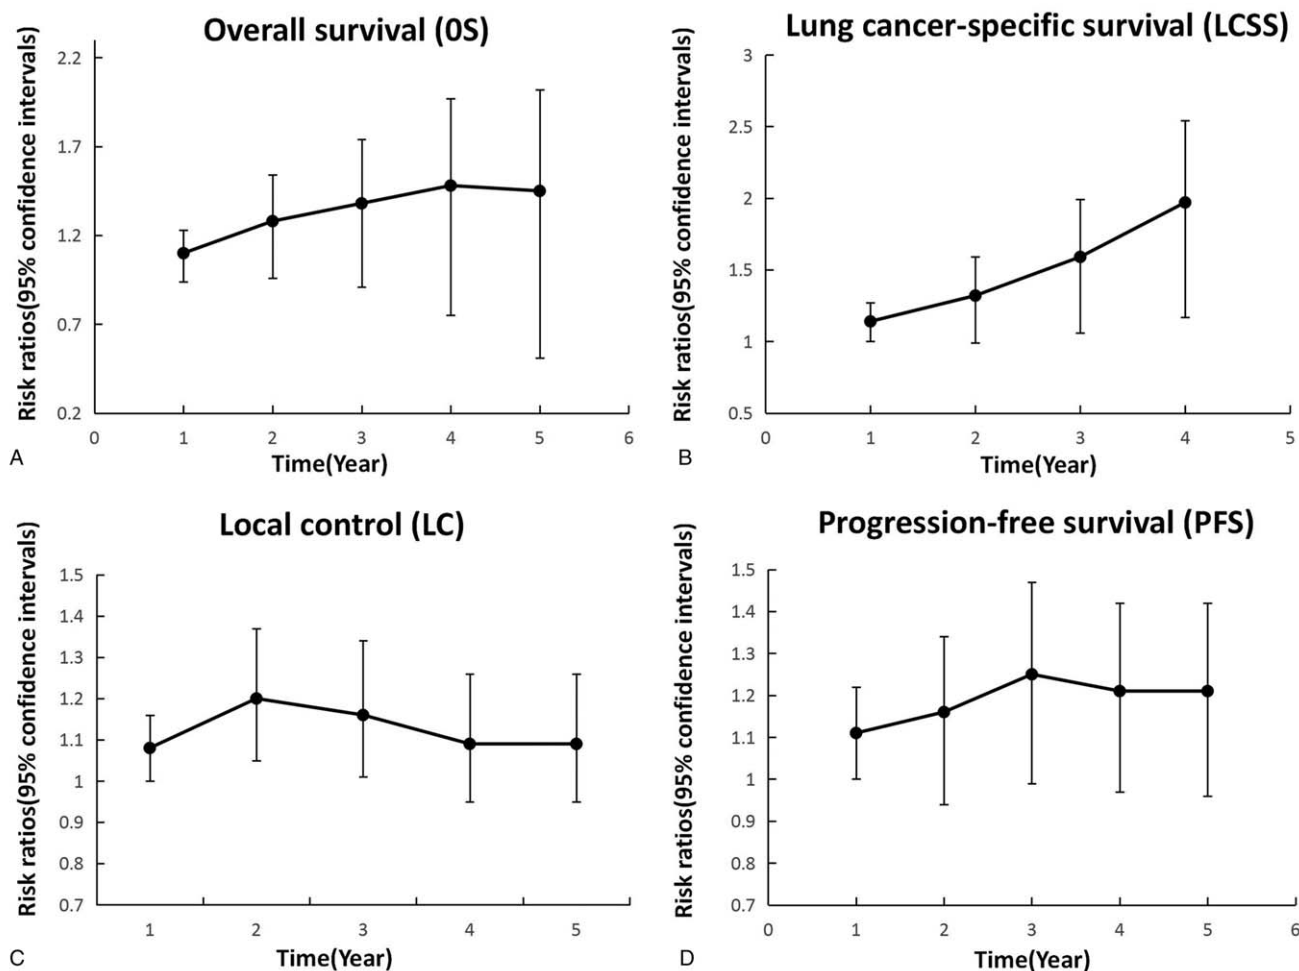 Overall survival (0S)
Risk ratios(95% confidence intervals)
2.2
1.7
1.2
0.7
0.2
0 1 2 3 4 5 6
Time(Year)
A
Lung cancer-specific survival (LCSS)
Risk ratios(95% confidence intervals)
3
2.5
2
1.5
1
0.5
0 1 2 3 4 5
Time(Year)
B
Local control (LC)
Risk ratios(95% confidence intervals)
1.5
1.4
1.3
1.2
1.1
1
0.9
0.8
0.7
1 2 3 4 5
Time(Year)
C
Progression-free survival (PFS)
Risk ratios(95% confidence intervals)
1.5
1.4
1.3
1.2
1.1
1
0.9
0.8
0.7
0 1 2 3 4 5 6
Time(Year)
D